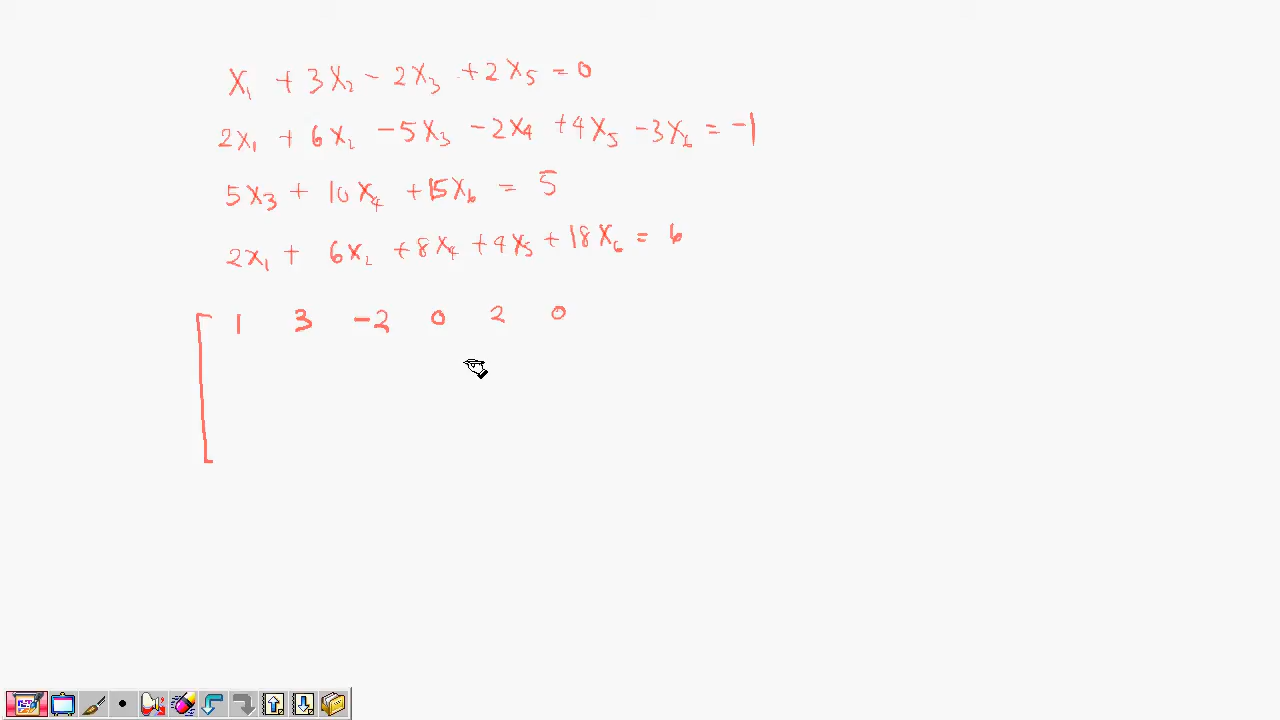 x₁ + 3x₂ - 2x₃ + 2x₅ = 0
2x₁ + 6x₂ - 5x₃ - 2x₄ + 4x₅ - 3x₆ = -1
5x₃ + 10x₄ + 15x₆ = 5
2x₁ + 6x₂ + 8x₄ + 4x₅ + 18x₆ = 6
[ 1 3 -2 0 2 0